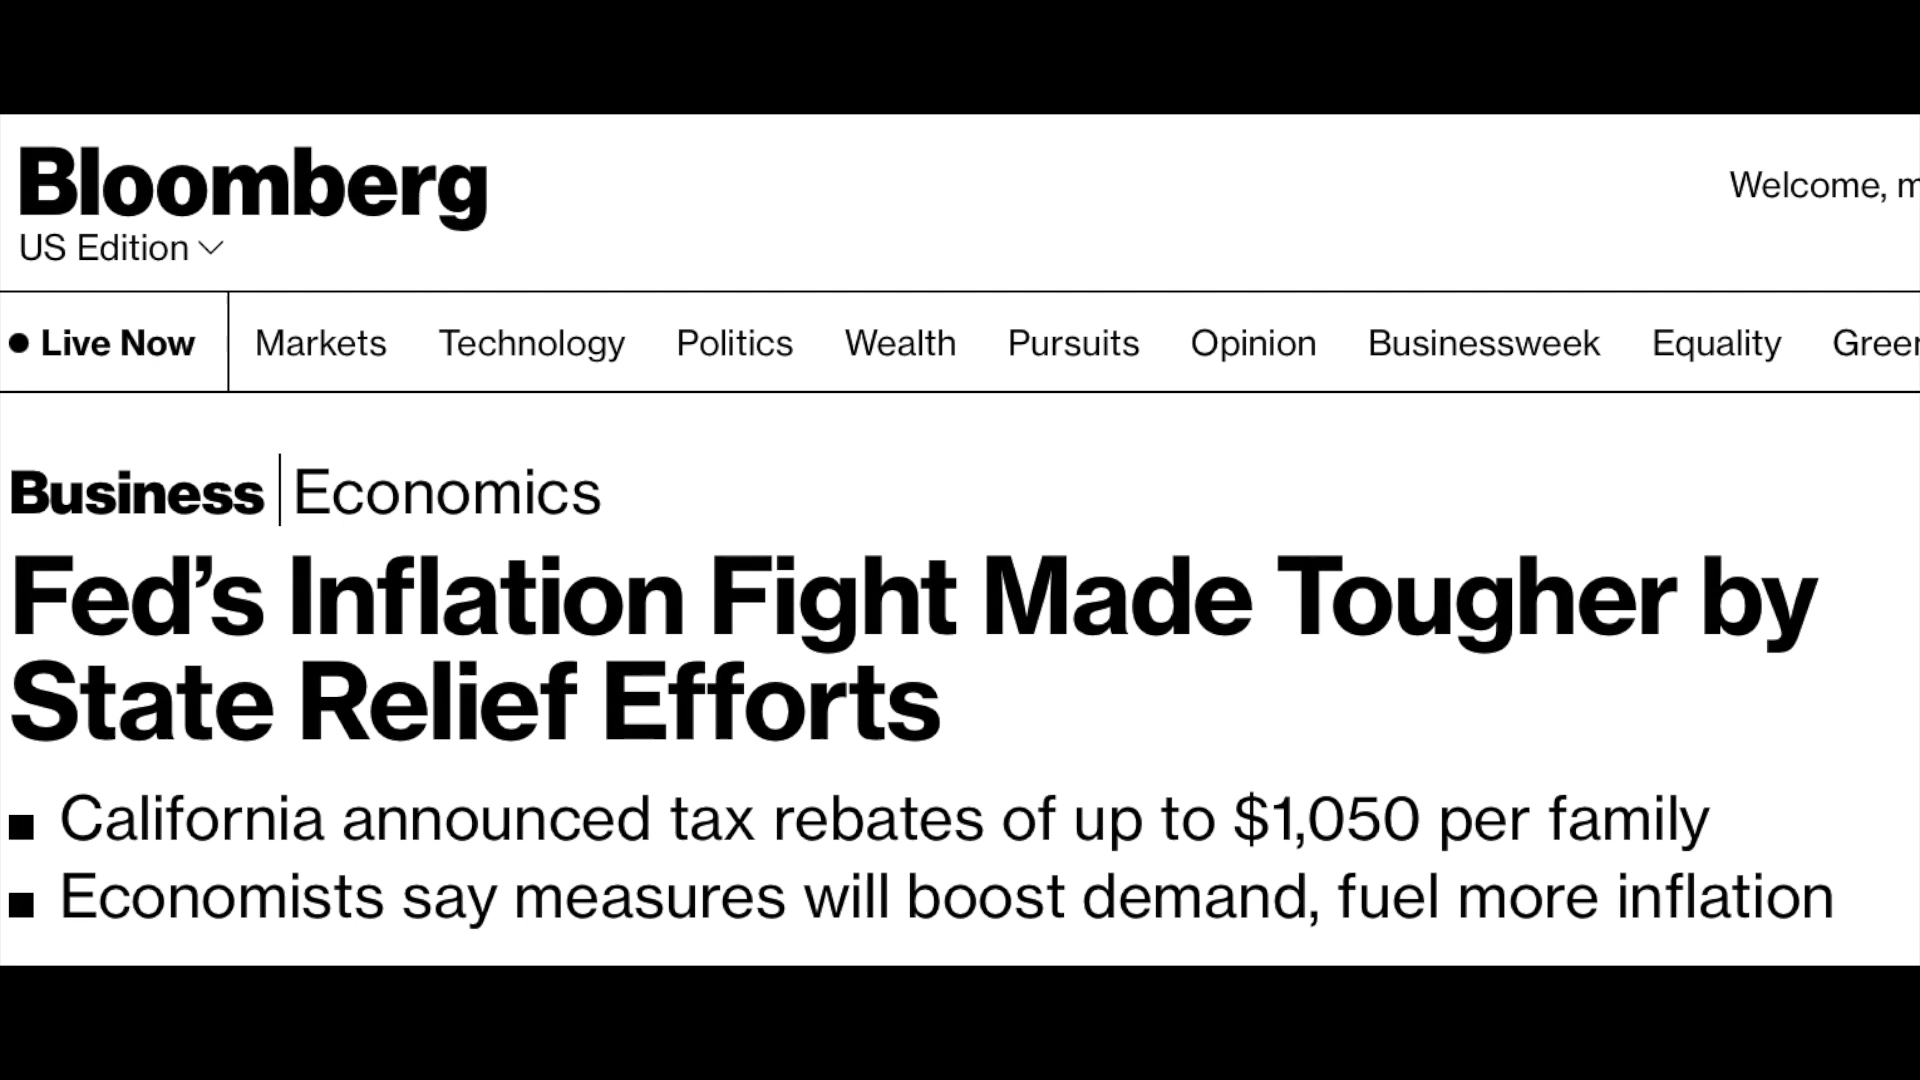 Bloomberg
Welcome, m
US Edition
Live Now Markets Technology Politics Wealth Pursuits Opinion Businessweek Equality Green
Business Economics
Fed’s Inflation Fight Made Tougher by
State Relief Efforts
California announced tax rebates of up to $1,050 per family
Economists say measures will boost demand, fuel more inflation